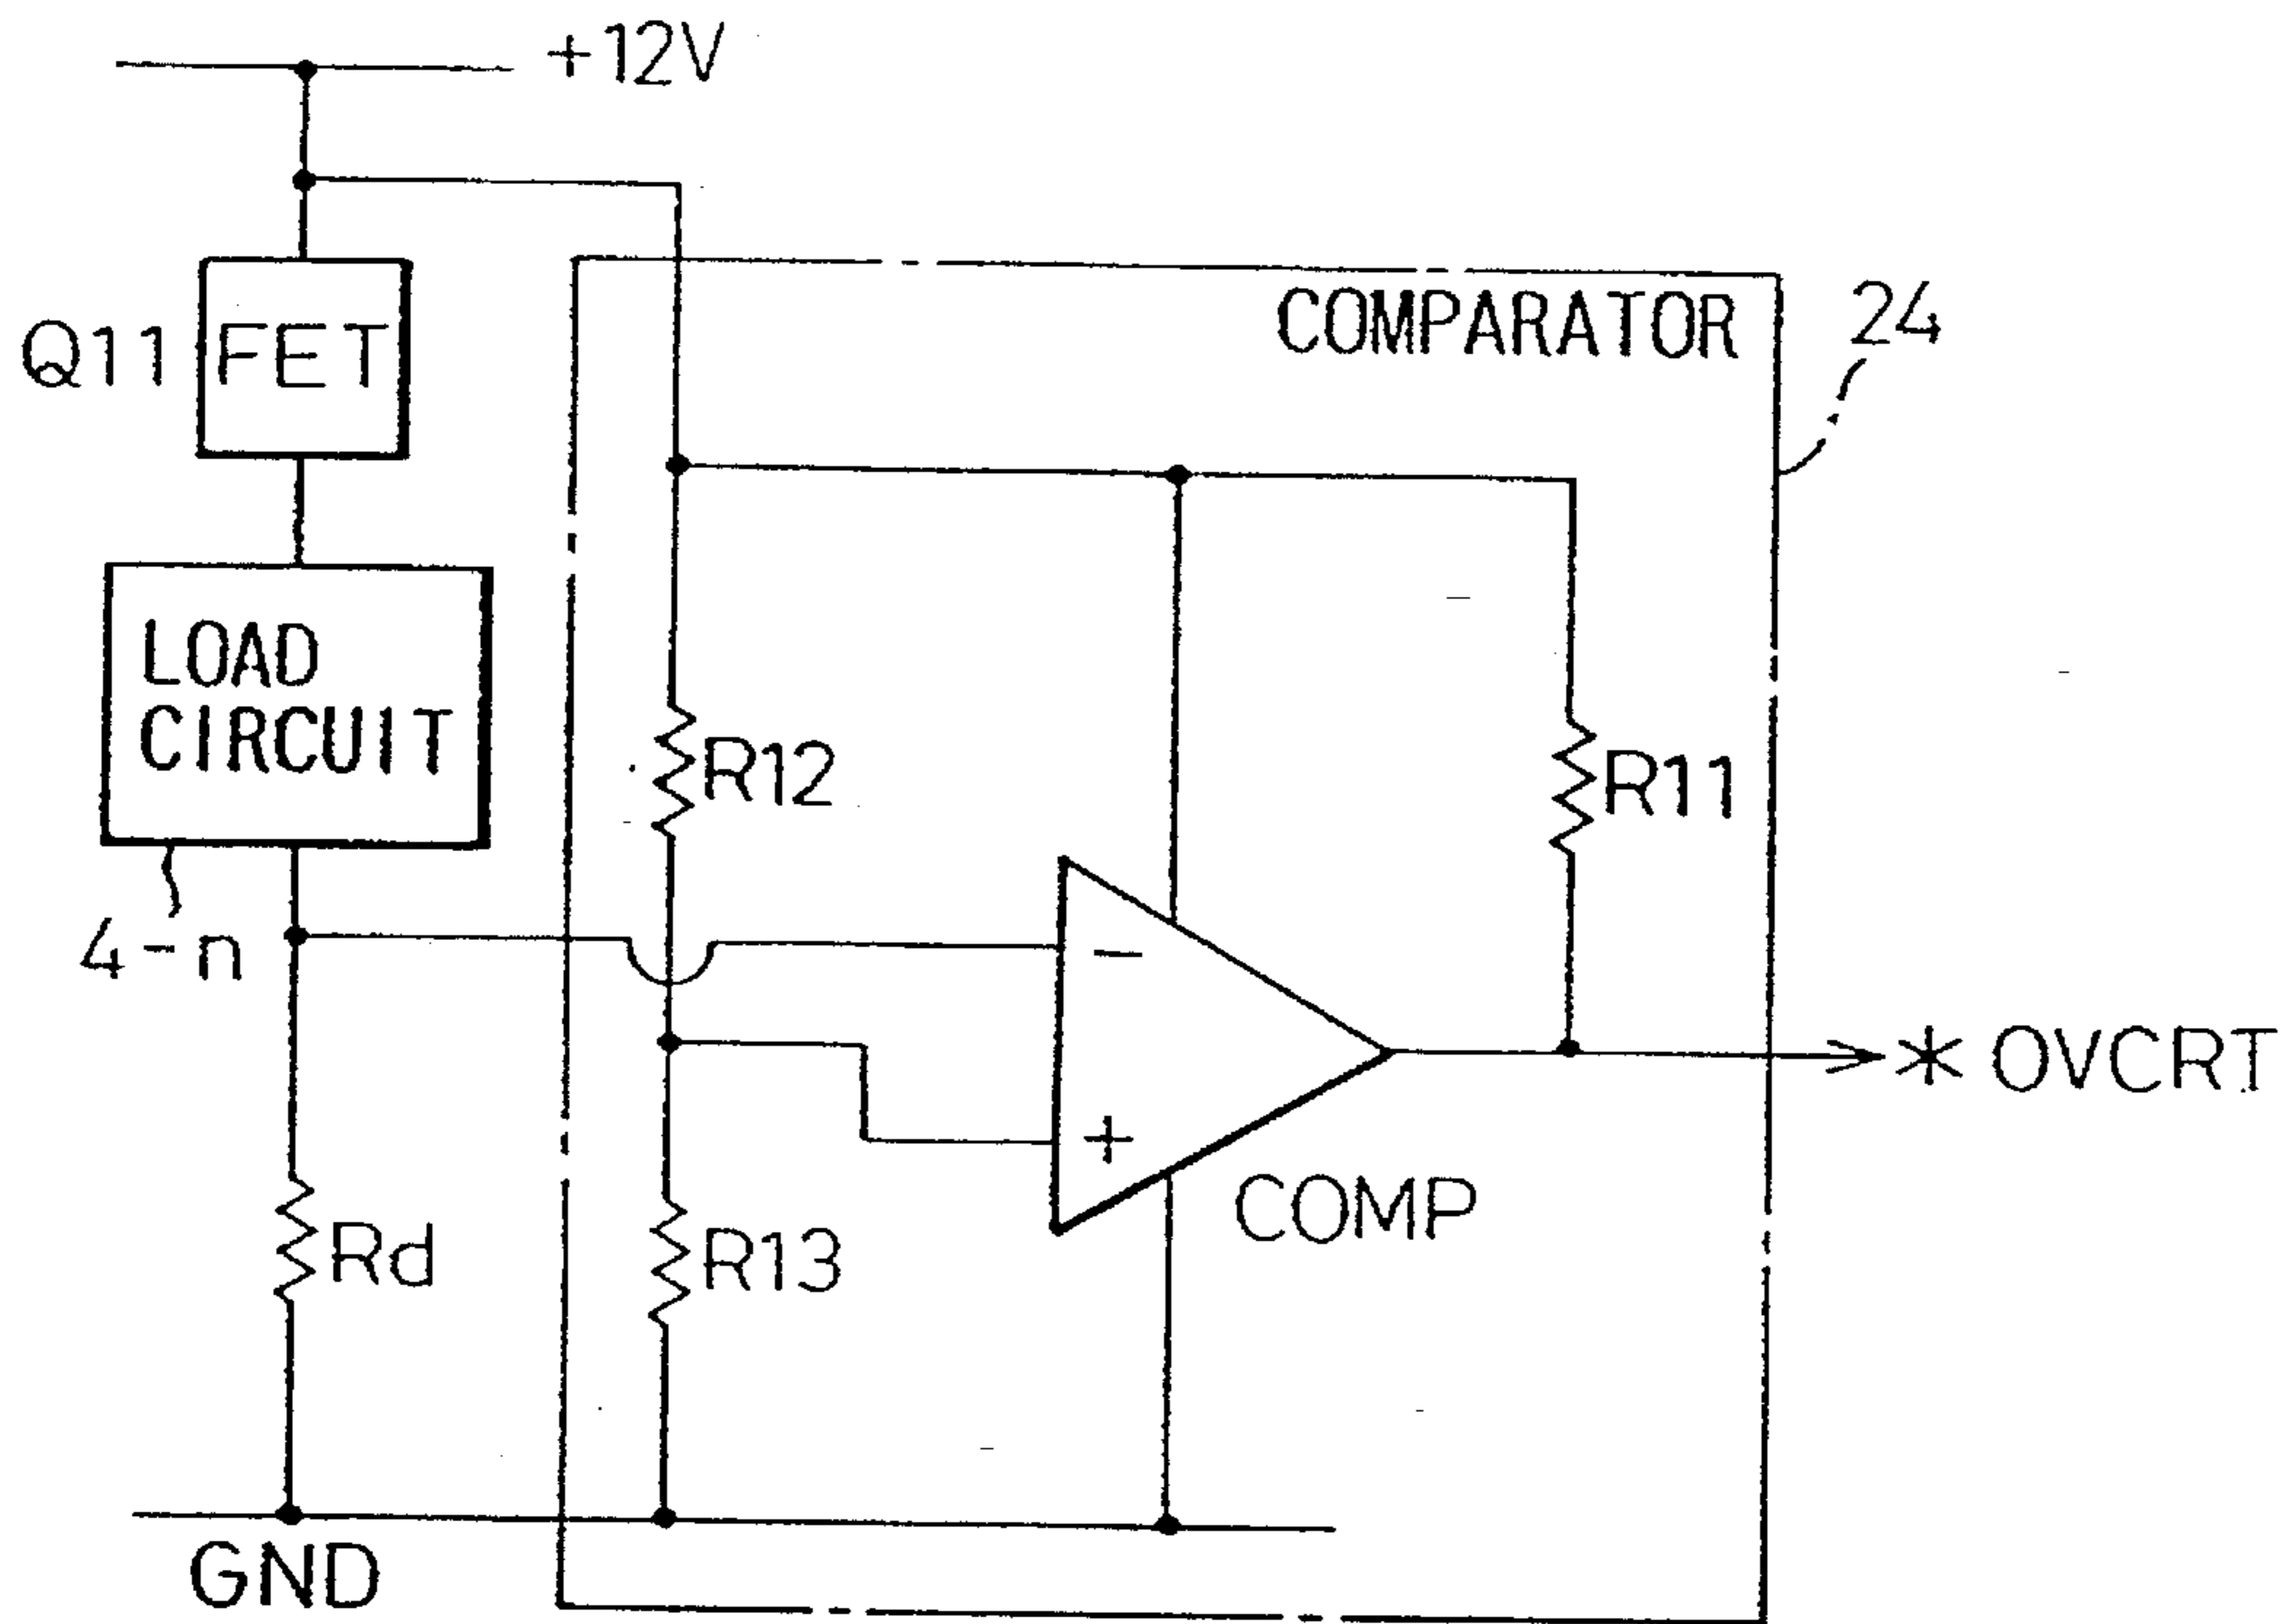 +12V
Q11
FET
COMPARATOR
24
LOAD
CIRCUIT
R12
R11
4-n
-
+
* OVCRT
COMP
Rd
R13
GND